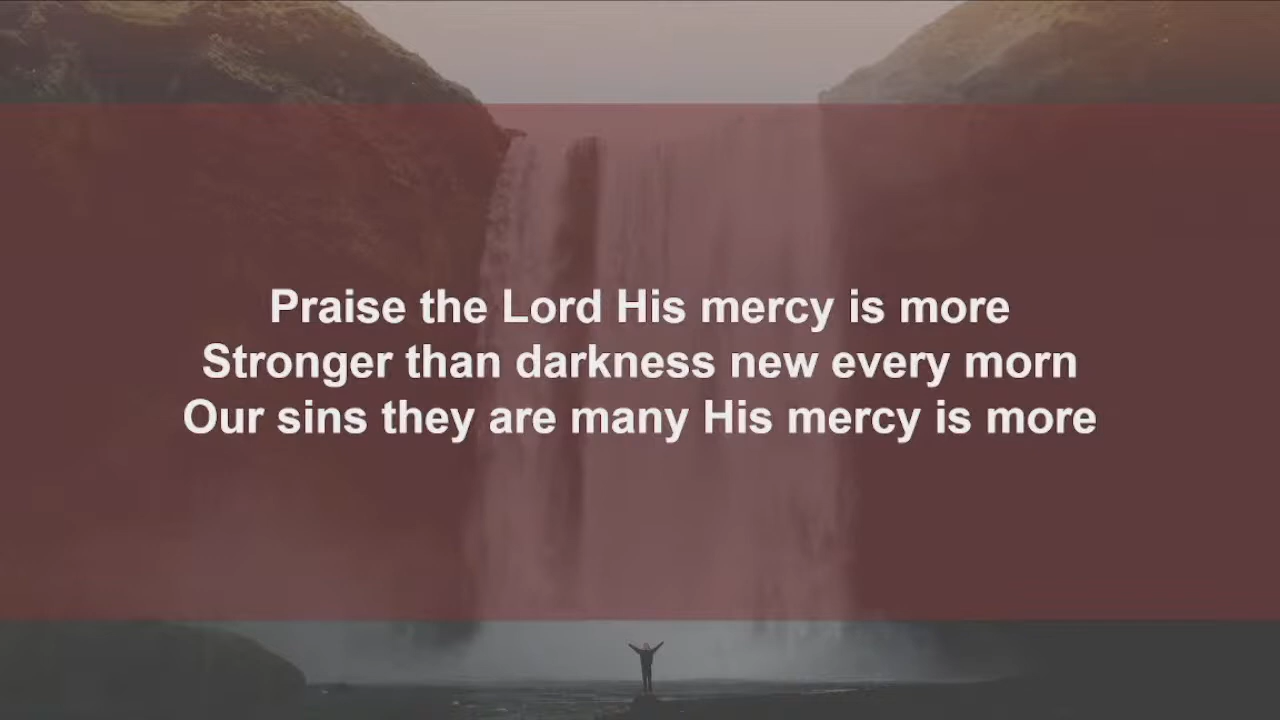 Praise the Lord His mercy is more
Stronger than darkness new every morn
Our sins they are many His mercy is more